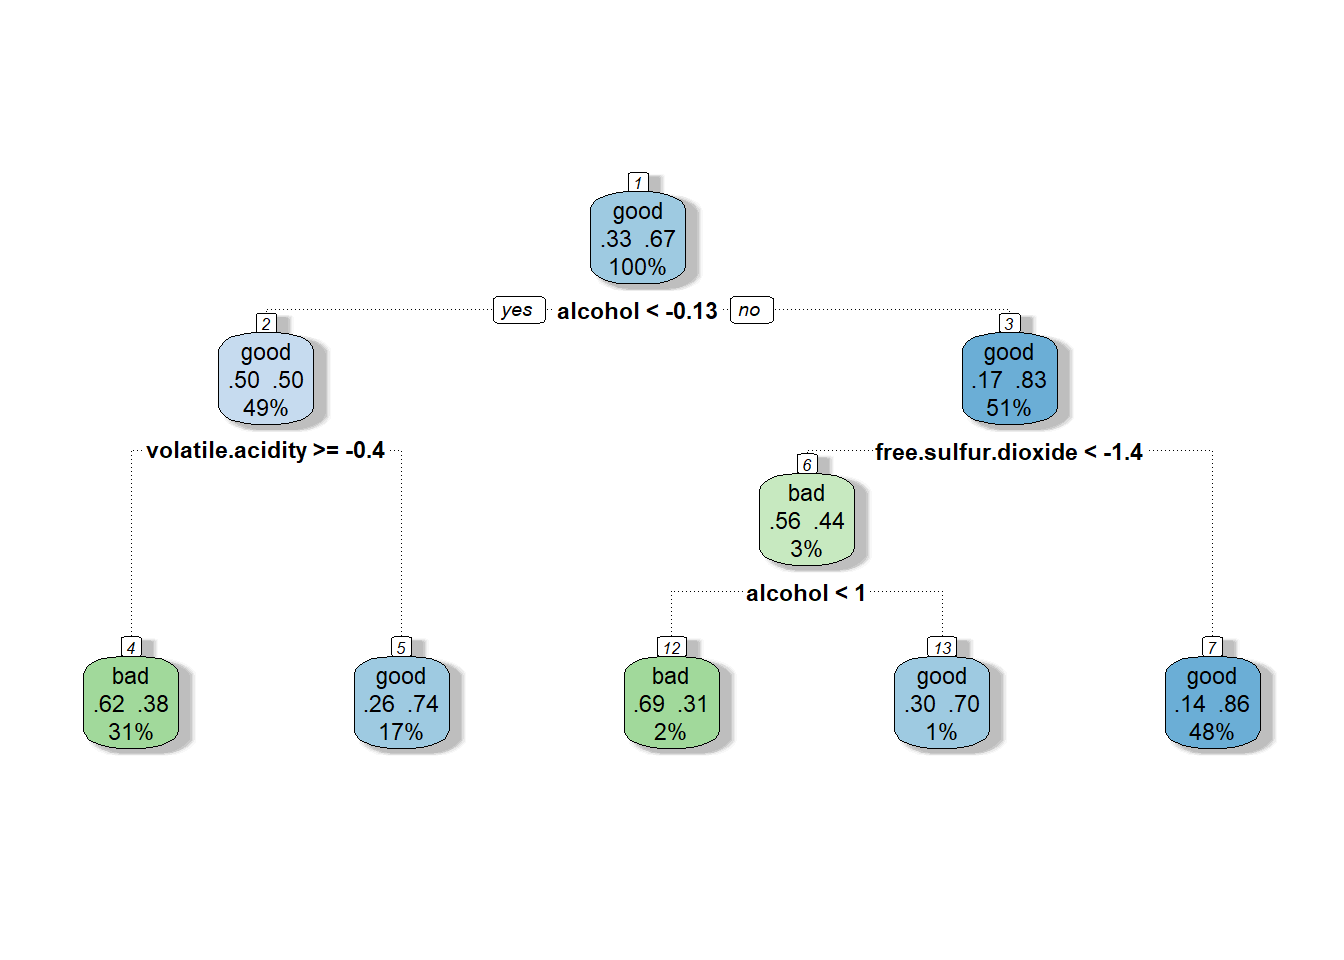 1
good
.33 .67
100%
yes alcohol < -0.13 no
2
good
.50 .50
49%
3
good
.17 .83
51%
volatile.acidity >= -0.4
free.sulfur.dioxide < -1.4
6
bad
.56 .44
3%
alcohol < 1
4
bad
.62 .38
31%
5
good
.26 .74
17%
12
bad
.69 .31
2%
13
good
.30 .70
1%
7
good
.14 .86
48%